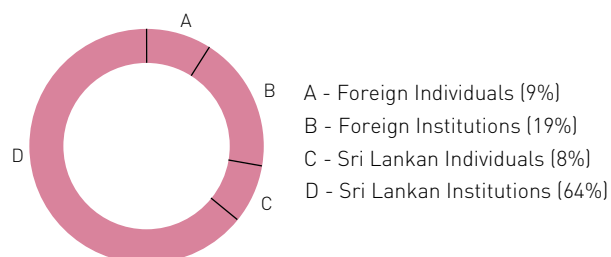 A
B
C
D
A - Foreign Individuals (9%)
B - Foreign Institutions (19%)
C - Sri Lankan Individuals (8%)
D - Sri Lankan Institutions (64%)